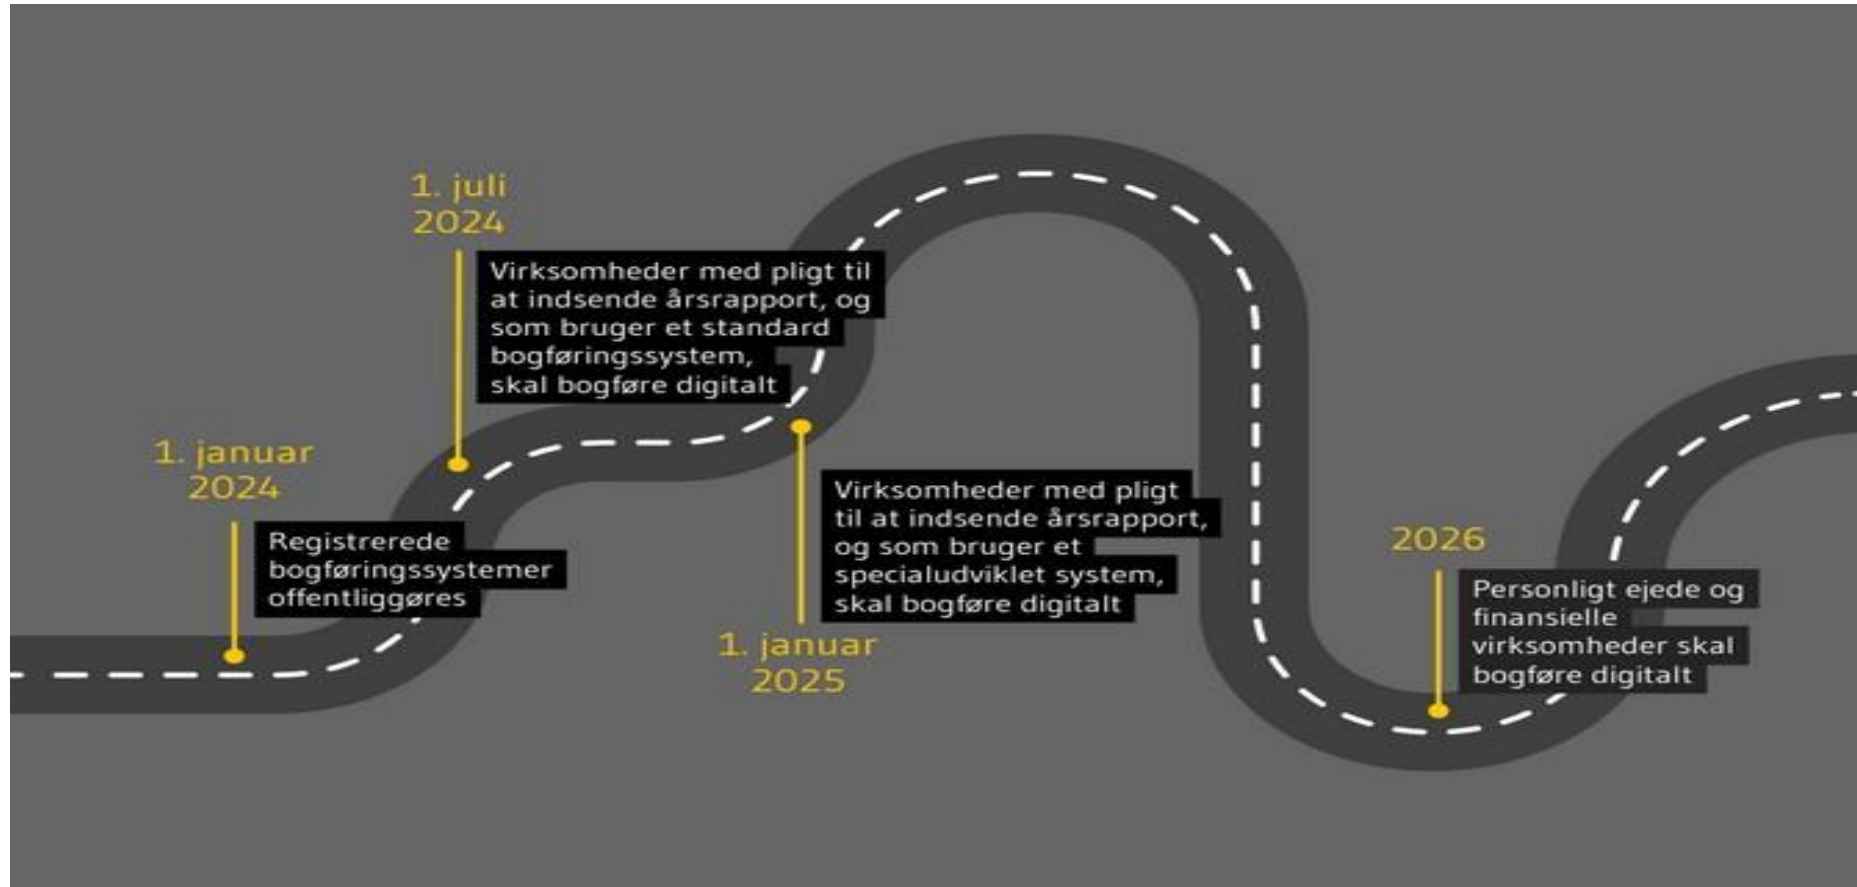 1. januar
2024
Registrerede
bogføringssystemer
offentliggøres
1. juli
2024
Virksomheder med pligt til
at indsende årsrapport, og
som bruger et standard
bogføringssystem,
skal bogføre digitalt
1. januar
2025
Virksomheder med pligt
til at indsende årsrapport,
og som bruger et
specialudviklet system,
skal bogføre digitalt
2026
Personligt ejede og
finansielle
virksomheder skal
bogføre digitalt